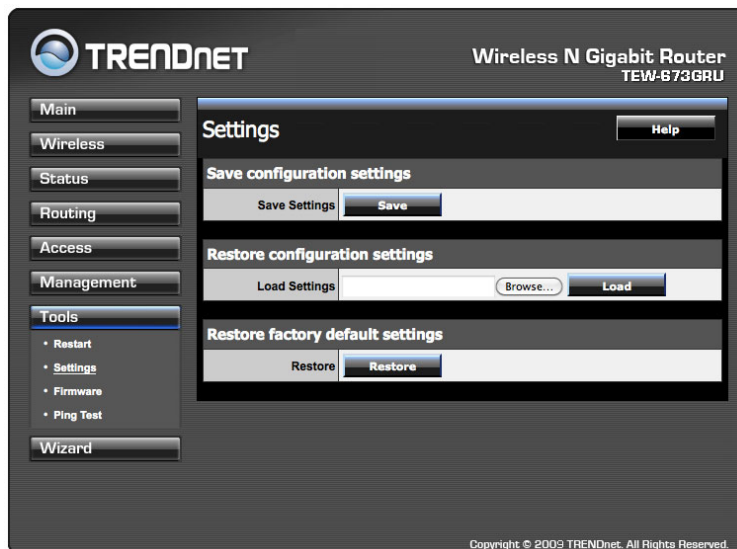 TRENDNET
Wireless N Gigabit Router
TEW-673GRU
Main
Wireless
Status
Routing
Access
Management
Tools
• Restart
• Settings
• Firmware
• Ping Test
Wizard
Settings
Help
Save configuration settings
Save Settings Save
Restore configuration settings
Load Settings Browse... Load
Restore factory default settings
Restore Restore
Copyright © 2009 TRENDnet. All Rights Reserved.